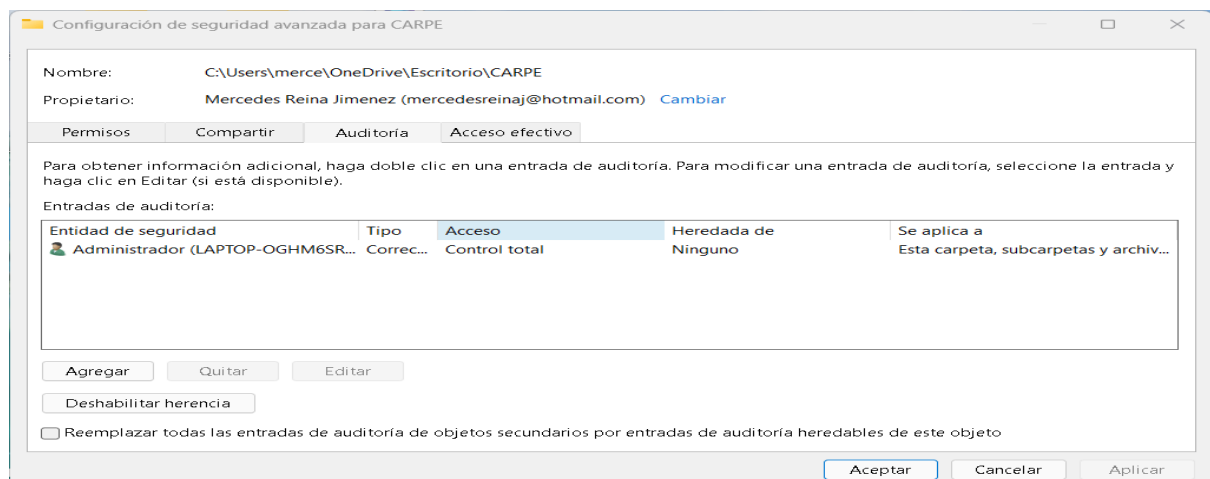 Configuración de seguridad avanzada para CARPE
Nombre: C:\Users\merce\OneDrive\Escritorio\CARPE
Propietario: Mercedes Reina Jimenez (mercedesreinaj@hotmail.com) Cambiar
Permisos Compartir Auditoría Acceso efectivo
Para obtener información adicional, haga doble clic en una entrada de auditoría. Para modificar una entrada de auditoría, seleccione la entrada y
haga clic en Editar (si está disponible).
Entradas de auditoría:
Entidad de seguridad Tipo Acceso Heredada de Se aplica a
Administrador (LAPTOP-OGHM6SR... Correc... Control total Ninguno Esta carpeta, subcarpetas y archiv...
Agregar Quitar Editar
Deshabilitar herencia
Reemplazar todas las entradas de auditoría de objetos secundarios por entradas de auditoría heredables de este objeto
Aceptar Cancelar Aplicar